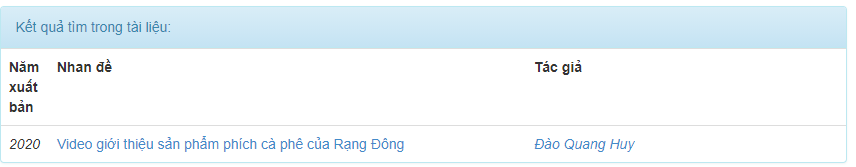 Kết quả tìm trong tài liệu:
Năm xuất bản Nhan đề Tác giả
2020 Video giới thiệu sản phẩm phích cà phê của Rạng Đông Đào Quang Huy